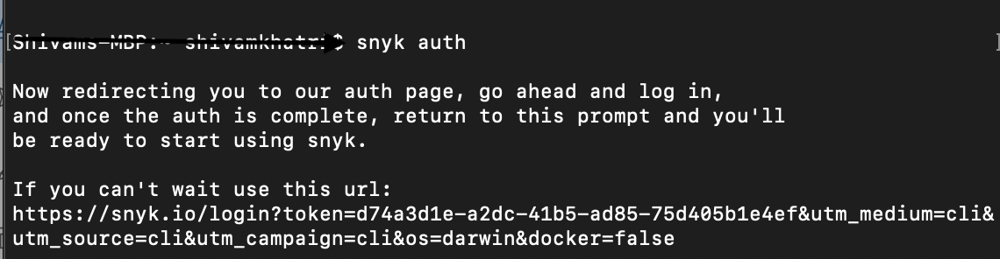 [Shivams-MBP:~ shivamkhatri$ snyk auth ]
Now redirecting you to our auth page, go ahead and log in,
and once the auth is complete, return to this prompt and you'll
be ready to start using snyk.
If you can't wait use this url:
https://snyk.io/login?token=d74a3d1e-a2dc-41b5-ad85-75d405b1e4ef&utm_medium=cli&
utm_source=cli&utm_campaign=cli&os=darwin&docker=false